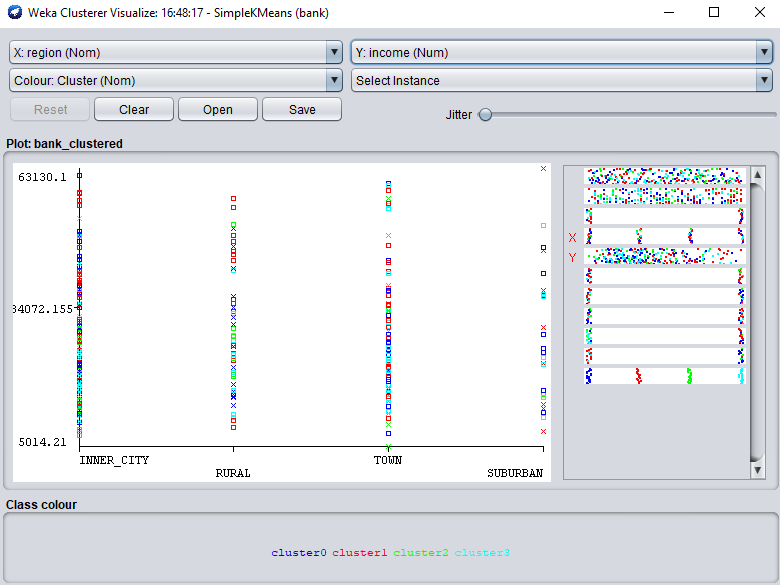 Weka Clusterer Visualize: 16:48:17 - SimpleKMeans (bank)
X: region (Nom) Y: income (Num)
Colour: Cluster (Nom) Select Instance
Reset Clear Open Save Jitter
Plot: bank_clustered
63130.1
34072.155
5014.21
INNER_CITY RURAL TOWN SUBURBAN
X
Y
Class colour
cluster0 cluster1 cluster2 cluster3